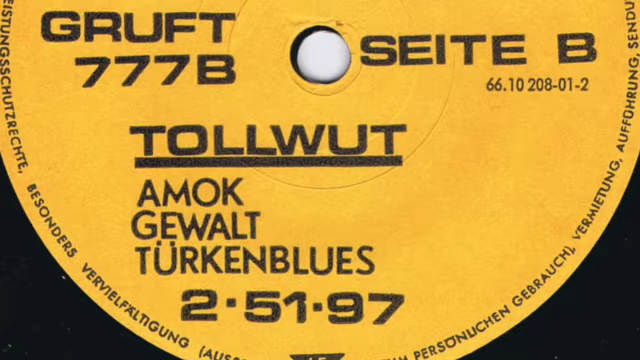 GRUFT
777B
SEITE B
66.10 208-01-2
TOLLWUT
AMOK
GEWALT
TÜRKENBLUES
2·51·97
LEISTUNGSSCHUTZRECHTE, BESONDERS VERVIELFÄLTIGUNG
PERSÖNLICHEN GEBRAUCH), VERMIETUNG, AUFFÜHRUNG,